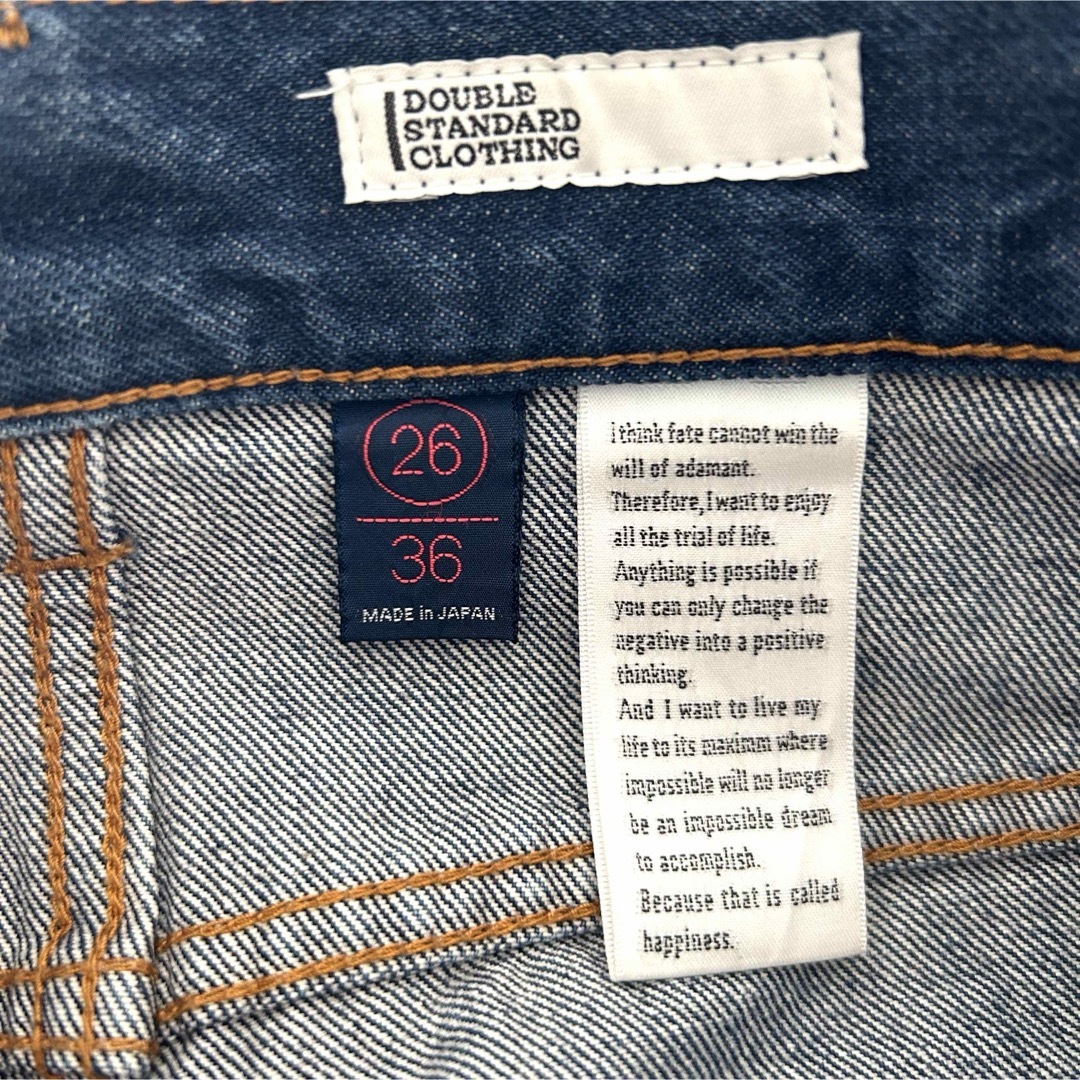 DOUBLE
STANDARD
CLOTHING
26
36
MADE in JAPAN
i think fate cannot win the
will of adamant.
Therefore, I want to enjoy
all the trial of life.
Anything is possible if
you can only change the
negative into a positive
thinking.
And I want to live my
life to its maximm where
impossible will no longer
be an impossible dream
to accomplish.
Because that is called
happiness.